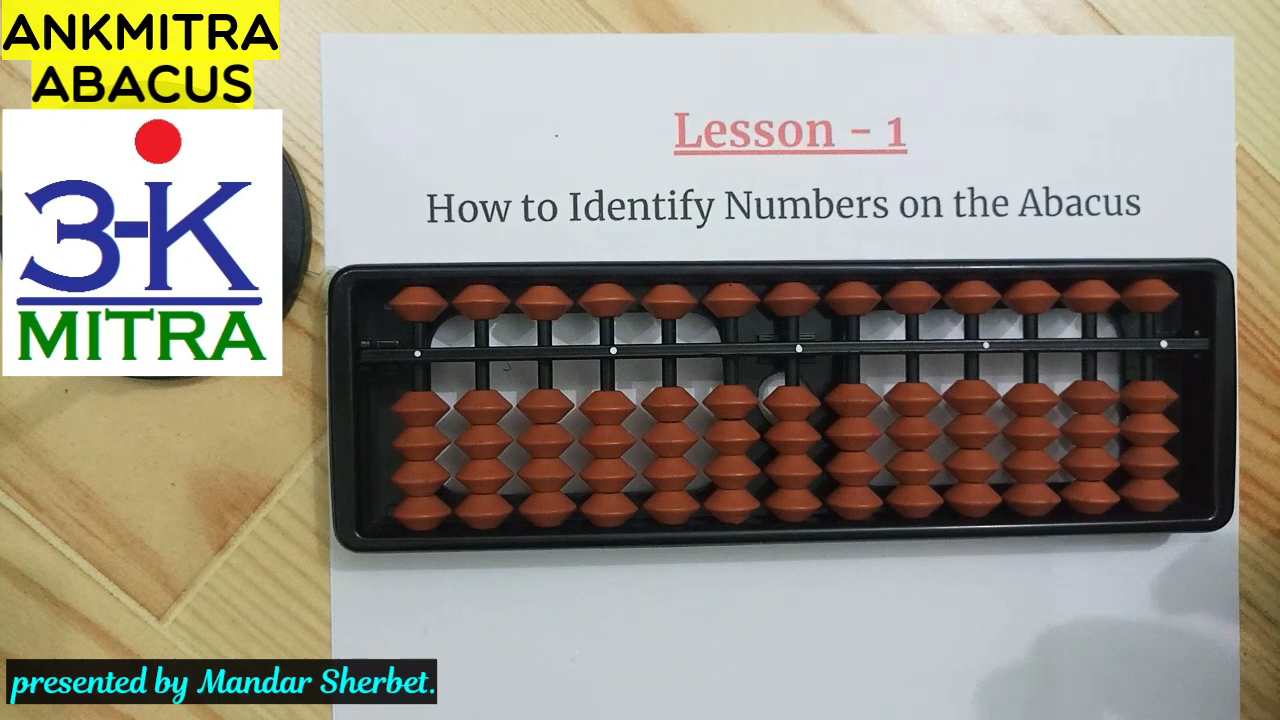 ANKMITRA
ABACUS
3-K
MITRA
Lesson - 1
How to Identify Numbers on the Abacus
presented by Mandar Sherbet.